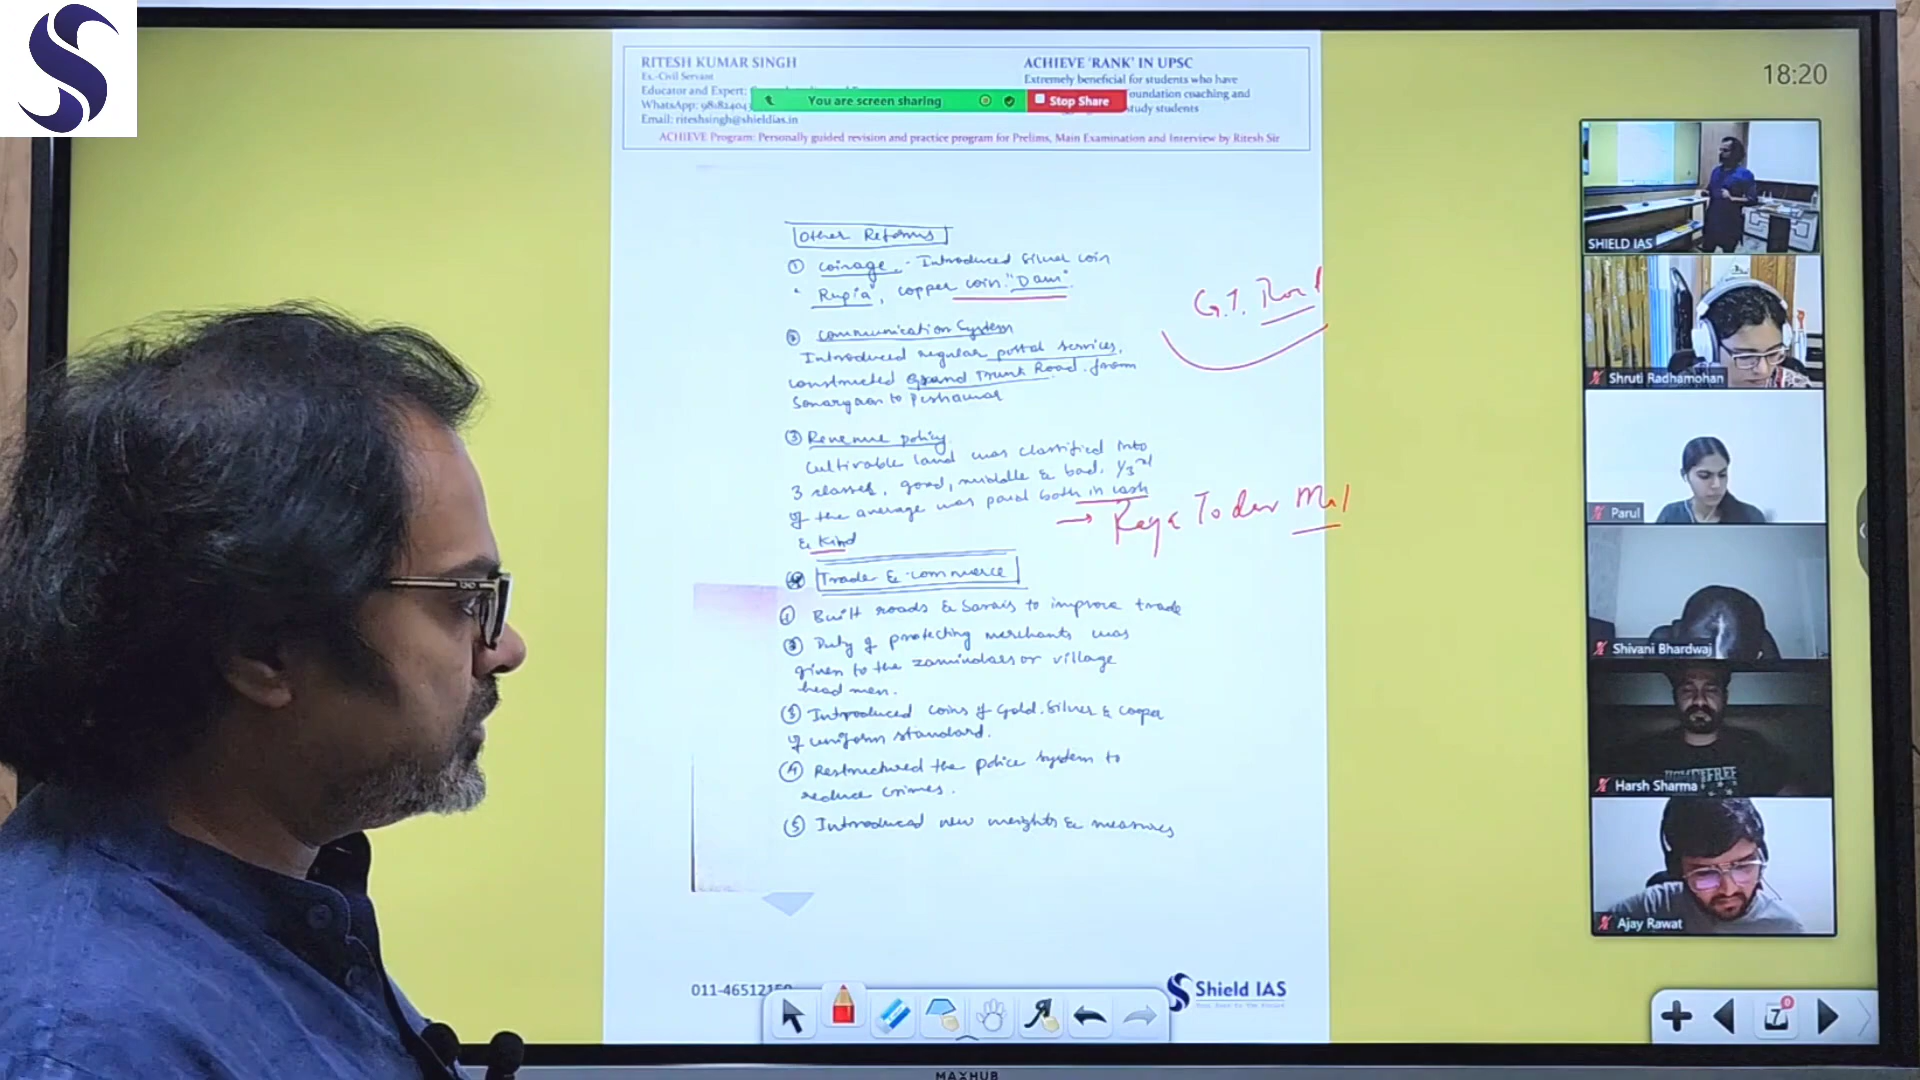 S
18:20
RITESH KUMAR SINGH
Ex.-Civil Servant
Educator and Expert:
WhatsApp: 98182404
Email: riteshsingh@shieldias.in
ACHIEVE 'RANK' IN UPSC
Extremely beneficial for students who have
oundation coaching and
tudy students
You are screen sharing
Stop Share
ACHIEVE Program: Personally guided revision and practice program for Prelims, Main Examination and Interview by Ritesh Sir
Other Reforms
① coinage - Introduced Silver coin
"Rupia", copper coin "Dam".
② communication System
Introduced regular postal services.
constructed Grand Trunk Road from
Sonargaon to Peshawar
G.T. Road
③ Revenue policy
Cultivable land was classified into
3 classes, good, middle & bad. 1/3rd
of the average was paid both in cash
& Kind
→ Raja Todar Mal
④ Trade & commerce
① Built roads & Sarais to improve trade
② Duty of protecting merchants was
given to the zamindars or village
head men.
③ Introduced coins of Gold. Silver & cooper
of uniform standard.
④ Restructured the police system to
reduce crimes.
⑤ Introduced new weights & measures
011-46512159
Shield IAS
SHIELD IAS
Shruti Radhamohan
Parul
Shivani Bhardwaj
Harsh Sharma
Ajay Rawat
7
0
MAXHUB